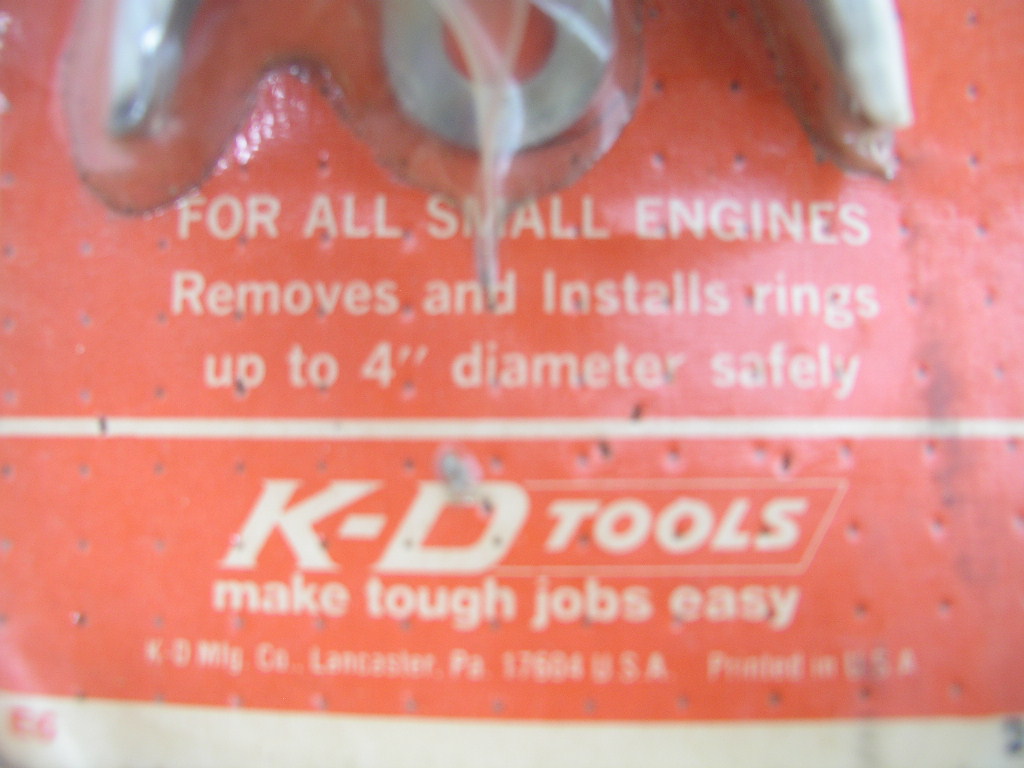 FOR ALL SMALL ENGINES
Removes and Installs rings
up to 4" diameter safely
K-D TOOLS
make tough jobs easy
K-D Mfg. Co., Lancaster, Pa. 17604 U.S.A. Printed in U.S.A
E6